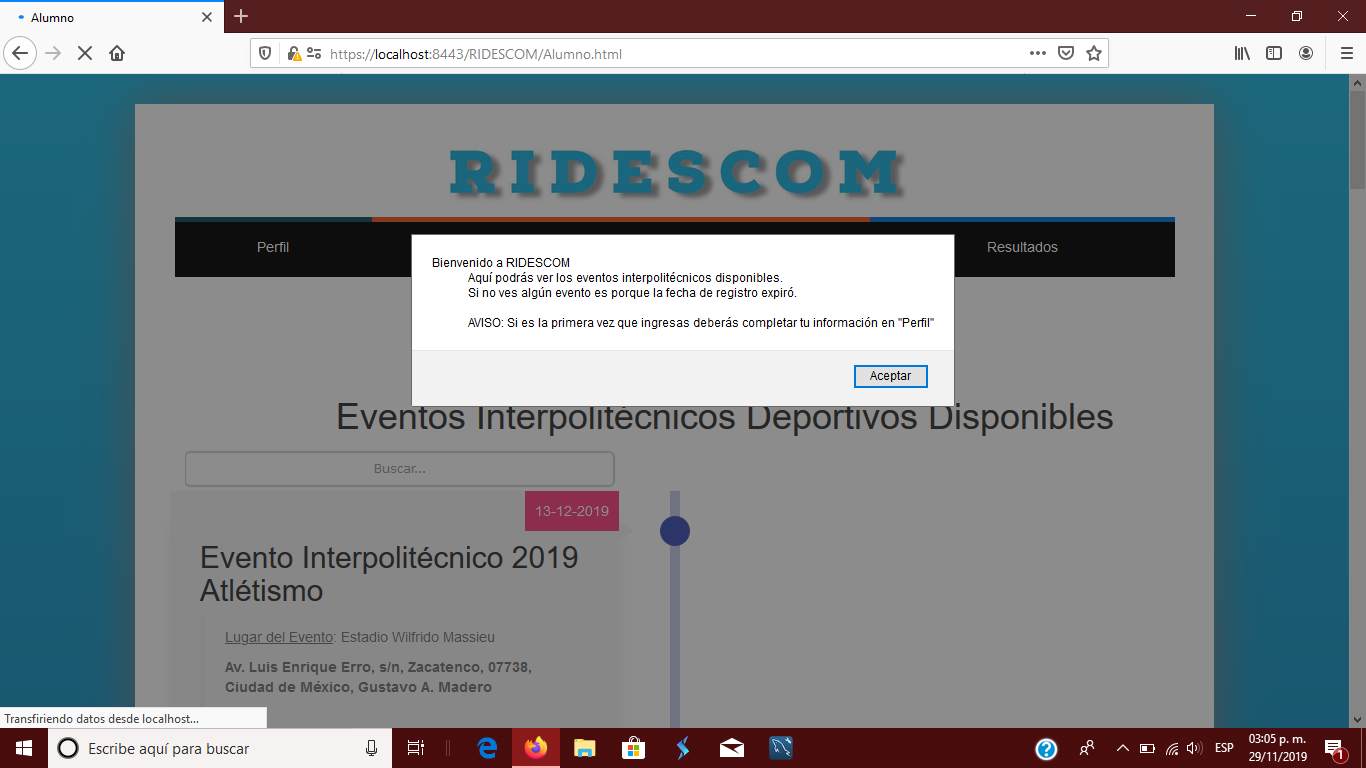 Alumno
https://localhost:8443/RIDESCOM/Alumno.html
RIDESCOM
Perfil
Resultados
Bienvenido a RIDESCOM
Aquí podrás ver los eventos interpolitécnicos disponibles.
Si no ves algún evento es porque la fecha de registro expiró.
AVISO: Si es la primera vez que ingresas deberás completar tu información en "Perfil"
Aceptar
Eventos Interpolitécnicos Deportivos Disponibles
Buscar...
13-12-2019
Evento Interpolitécnico 2019
Atlétismo
Lugar del Evento: Estadio Wilfrido Massieu
Av. Luis Enrique Erro, s/n, Zacatenco, 07738,
Ciudad de México, Gustavo A. Madero
Transfiriendo datos desde localhost...
Escribe aquí para buscar
ESP
03:05 p. m.
29/11/2019
1